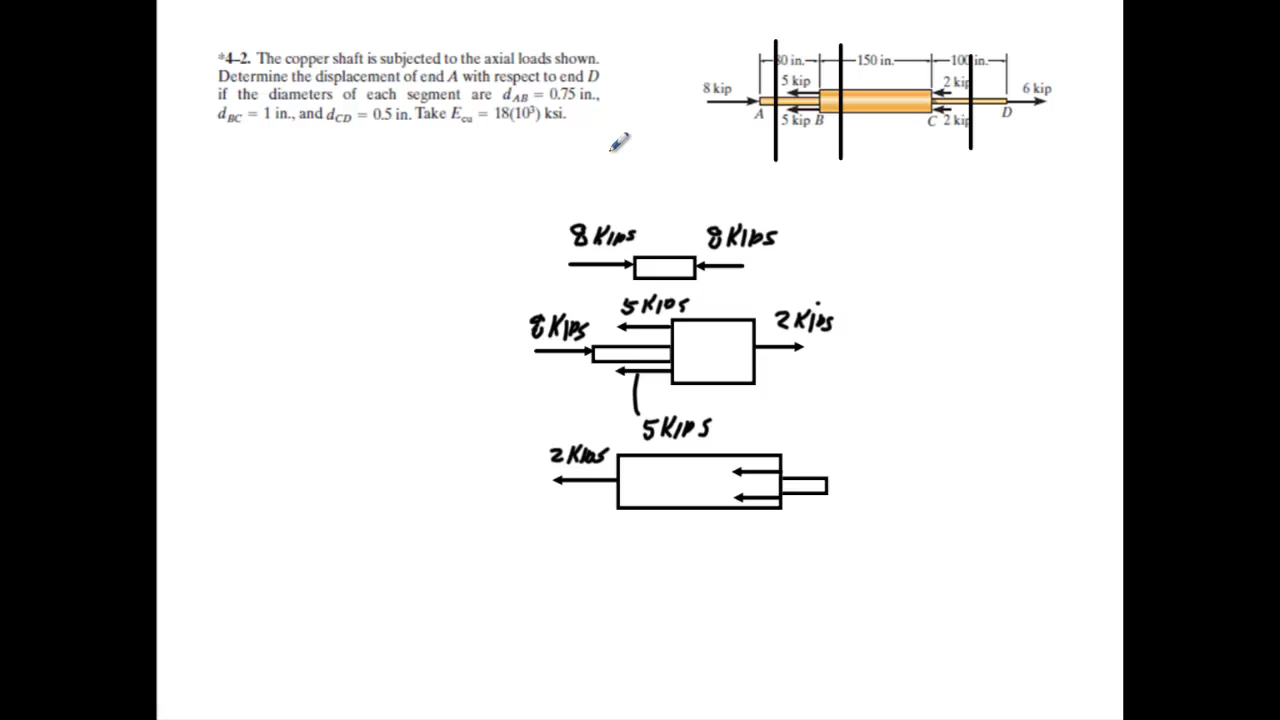 *4–2. The copper shaft is subjected to the axial loads shown.
Determine the displacement of end A with respect to end D
if the diameters of each segment are dAB = 0.75 in.,
dBC = 1 in., and dCD = 0.5 in. Take Ecu = 18(10³) ksi.
0 in. 150 in. 100 in.
5 kip 2 kip
8 kip 6 kip
A B C D
5 kip 2 kip
8 Kips 8 Kips
5 Kips
8 Kips 2 Kips
5 Kips
2 Kips